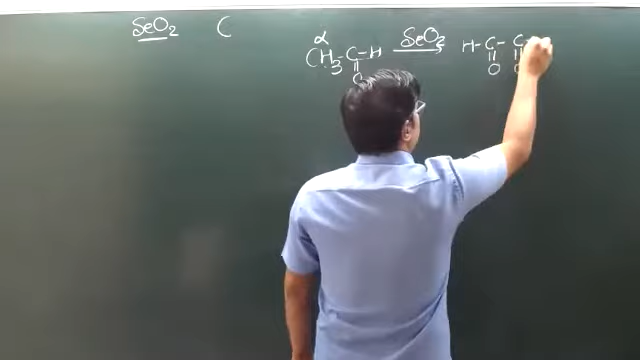 SeO₂ C
α
CH₃-C-H SeO₂ H-C-C-
|| || ||
O O O